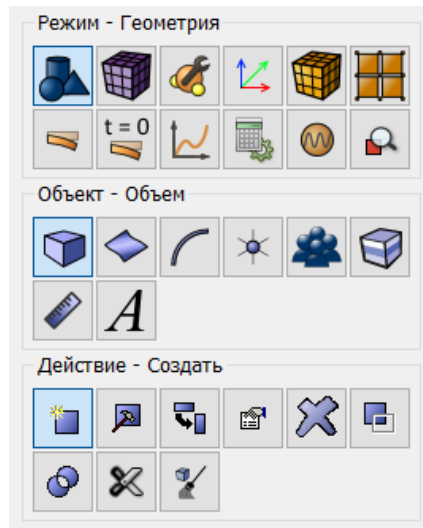 Режим - Геометрия
t = 0
Объект - Объем
A
Действие - Создать